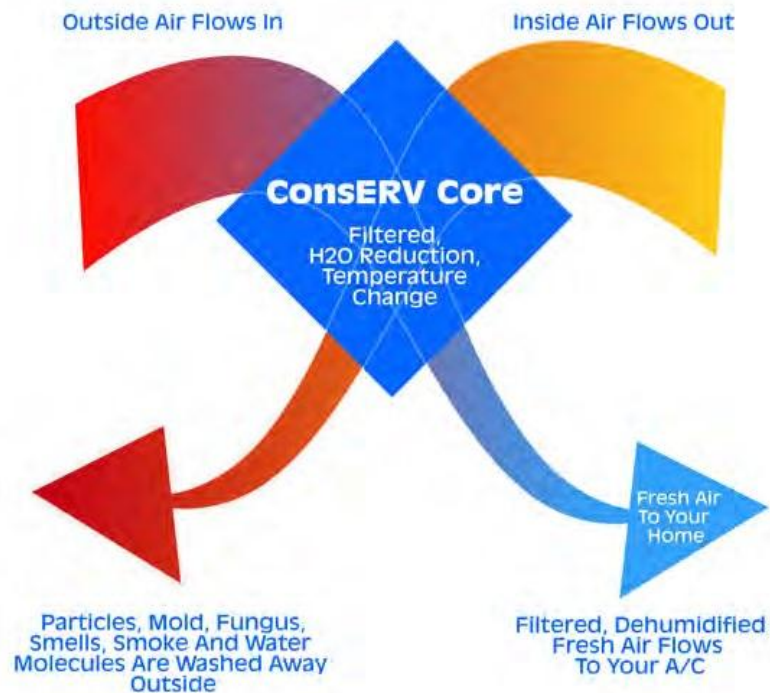 Outside Air Flows In
Inside Air Flows Out
ConsERV Core
Filtered,
H2O Reduction,
Temperature
Change
Fresh Air
To Your
Home
Particles, Mold, Fungus,
Smells, Smoke And Water
Molecules Are Washed Away
Outside
Filtered, Dehumidified
Fresh Air Flows
To Your A/C